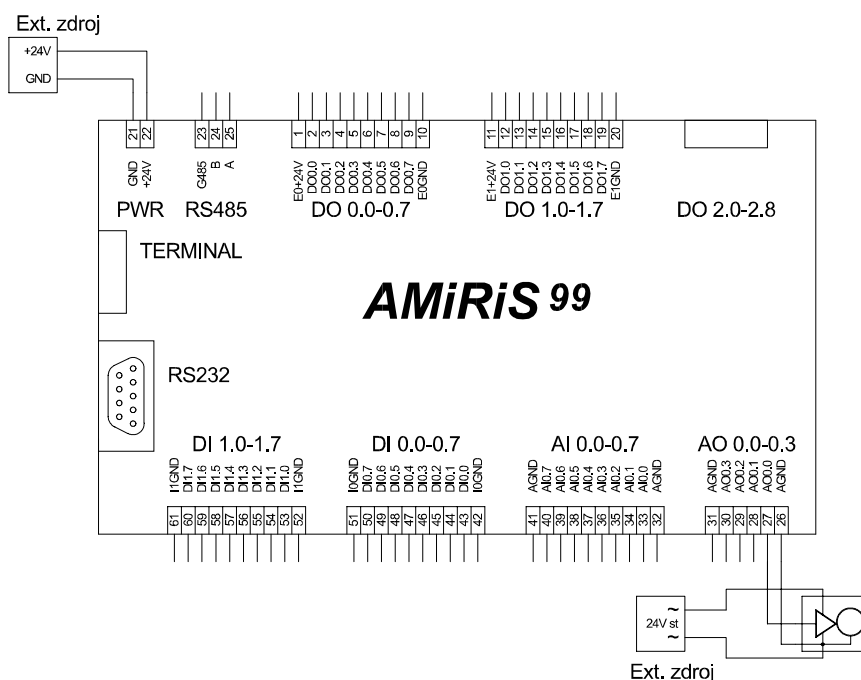 Ext. zdroj
+24V
GND
21 22
23 24 25
1 2 3 4 5 6 7 8 9 10
11 12 13 14 15 16 17 18 19 20
GND +24V
G485 B A
E0+24V DO0.0 DO0.1 DO0.2 DO0.3 DO0.4 DO0.5 DO0.6 DO0.7 E0GND
E1+24V DO1.0 DO1.1 DO1.2 DO1.3 DO1.4 DO1.5 DO1.6 DO1.7 E1GND
PWR RS485 DO 0.0-0.7 DO 1.0-1.7 DO 2.0-2.8
TERMINAL
AMiRiS 99
RS232
DI 1.0-1.7 DI 0.0-0.7 AI 0.0-0.7 AO 0.0-0.3
I1GND DI1.7 DI1.6 DI1.5 DI1.4 DI1.3 DI1.2 DI1.1 DI1.0 I1GND
I0GND DI0.7 DI0.6 DI0.5 DI0.4 DI0.3 DI0.2 DI0.1 DI0.0 I0GND
AGND AI0.7 AI0.6 AI0.5 AI0.4 AI0.3 AI0.2 AI0.1 AI0.0 AGND
AGND AO0.3 AO0.2 AO0.1 AO0.0 AGND
61 60 59 58 57 56 55 54 53 52
51 50 49 48 47 46 45 44 43 42
41 40 39 38 37 36 35 34 33 32
31 30 29 28 27 26
~
24V st
~
Ext. zdroj